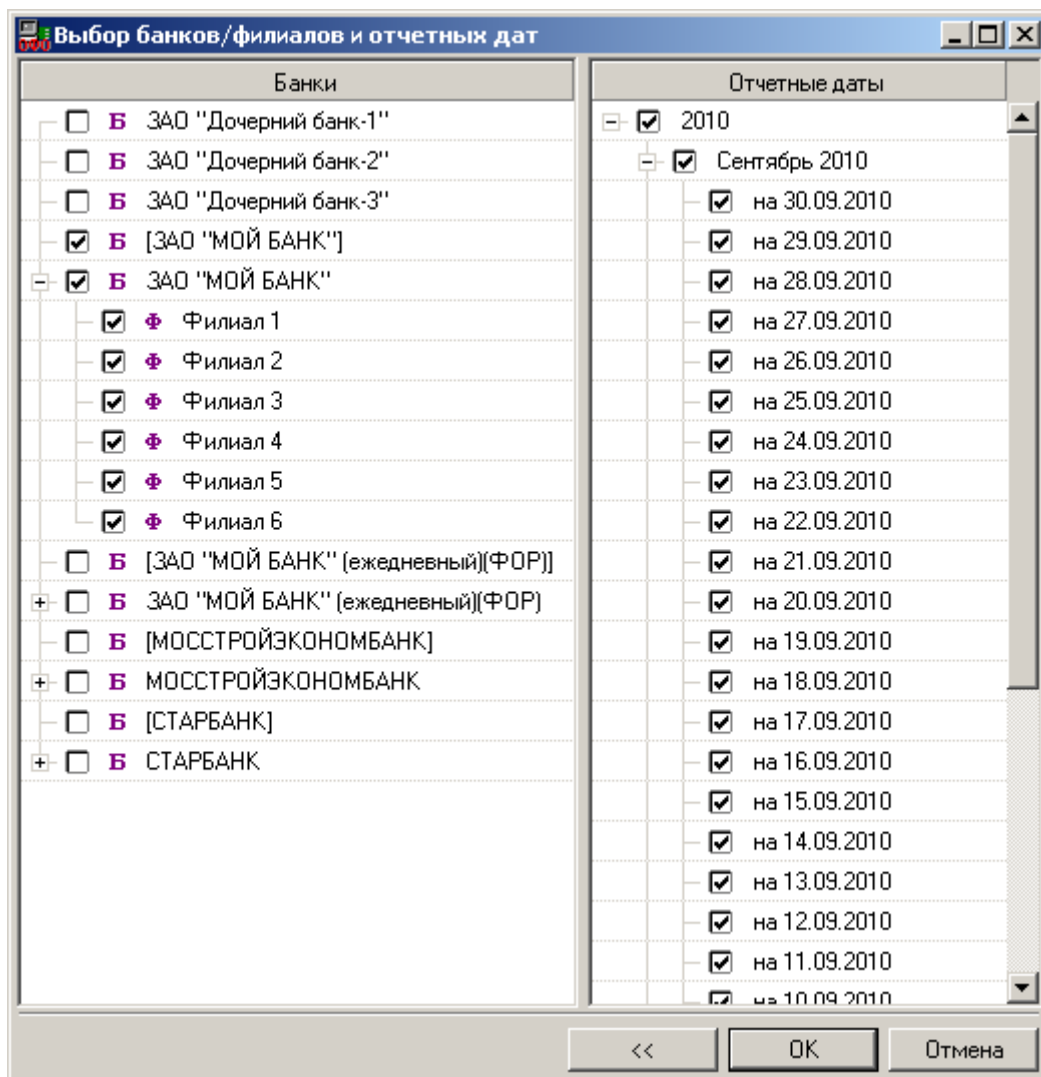 Выбор банков/филиалов и отчетных дат
Банки
Б ЗАО "Дочерний банк-1"
Б ЗАО "Дочерний банк-2"
Б ЗАО "Дочерний банк-3"
Б [ЗАО "МОЙ БАНК"]
Б ЗАО "МОЙ БАНК"
Ф Филиал 1
Ф Филиал 2
Ф Филиал 3
Ф Филиал 4
Ф Филиал 5
Ф Филиал 6
Б [ЗАО "МОЙ БАНК" (ежедневный)(ФОР)]
Б ЗАО "МОЙ БАНК" (ежедневный)(ФОР)
Б [МОССТРОЙЭКОНОМБАНК]
Б МОССТРОЙЭКОНОМБАНК
Б [СТАРБАНК]
Б СТАРБАНК
Отчетные даты
2010
Сентябрь 2010
на 30.09.2010
на 29.09.2010
на 28.09.2010
на 27.09.2010
на 26.09.2010
на 25.09.2010
на 24.09.2010
на 23.09.2010
на 22.09.2010
на 21.09.2010
на 20.09.2010
на 19.09.2010
на 18.09.2010
на 17.09.2010
на 16.09.2010
на 15.09.2010
на 14.09.2010
на 13.09.2010
на 12.09.2010
на 11.09.2010
на 10.09.2010
<<
OK
Отмена